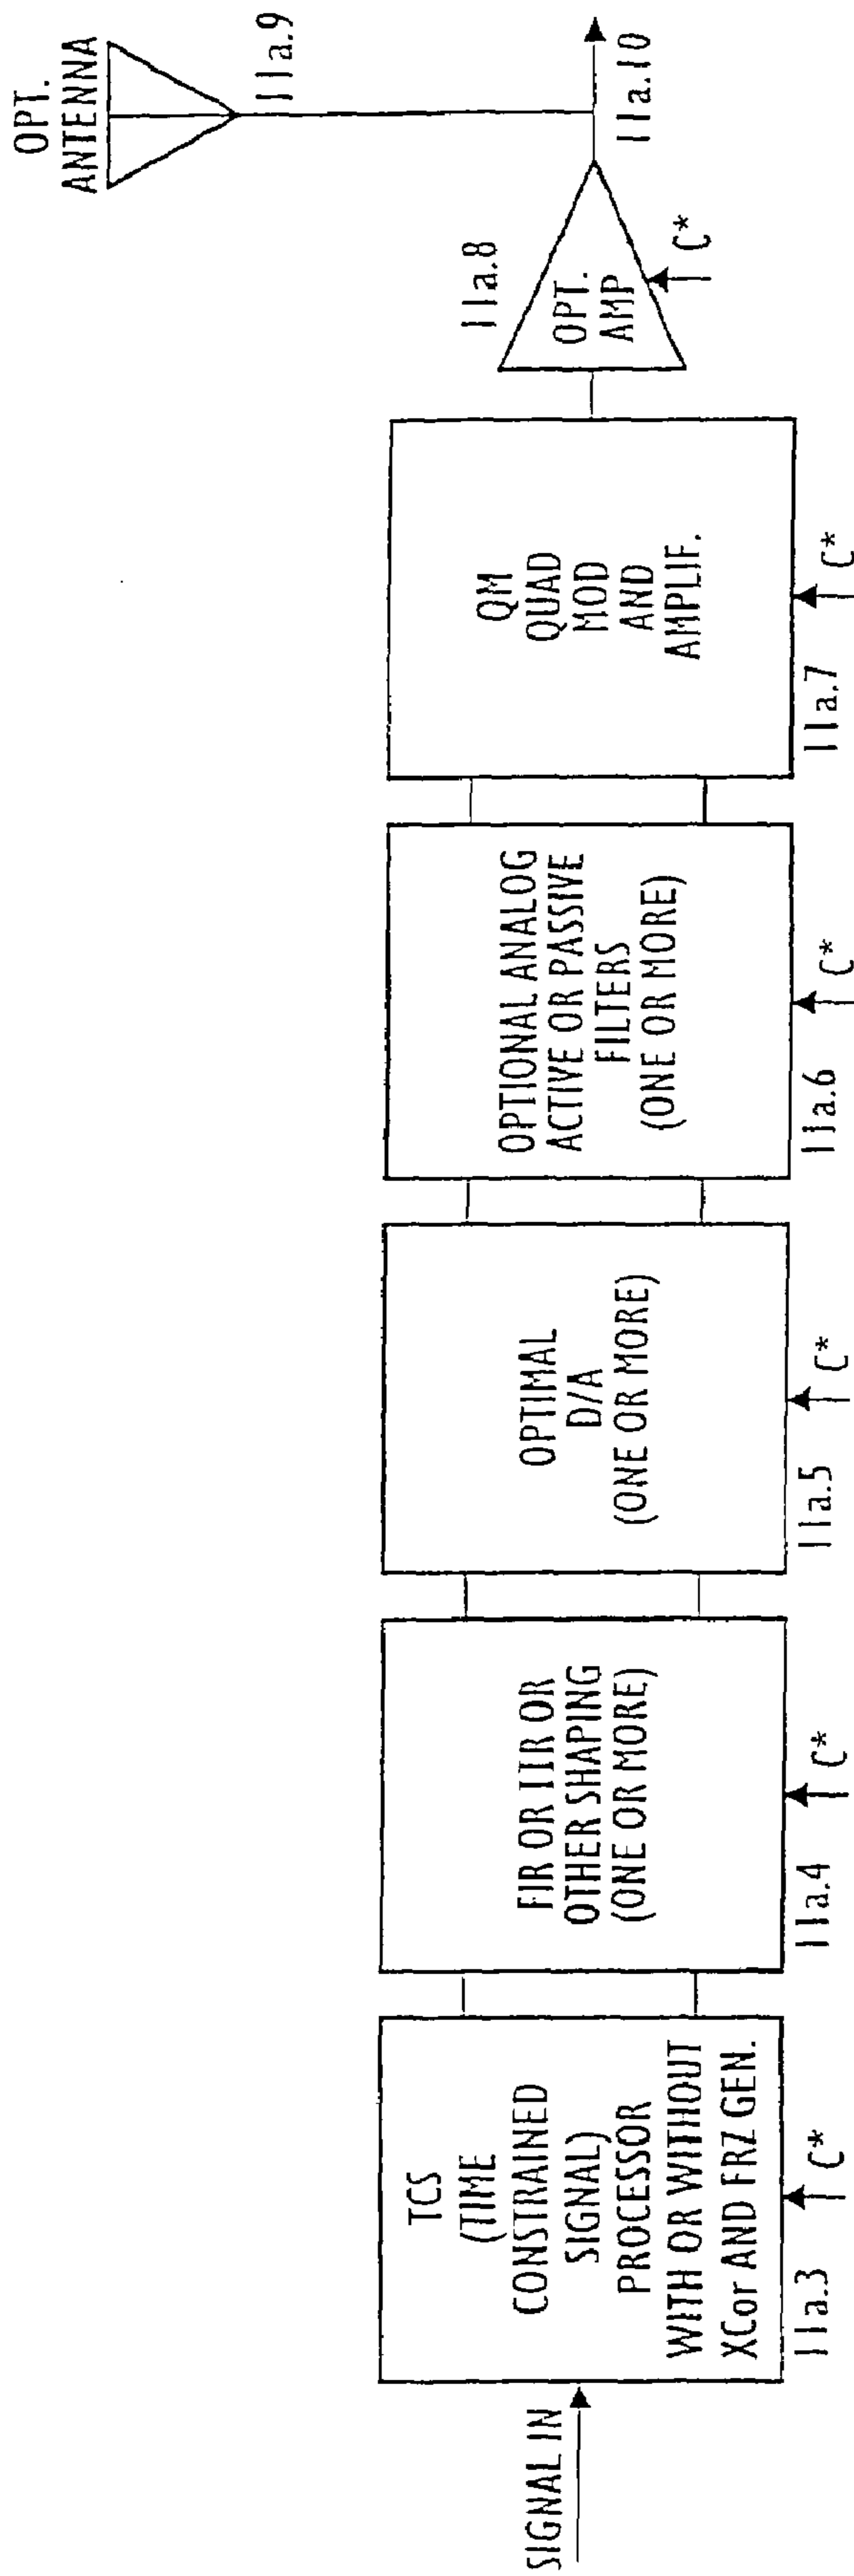 SIGNAL IN
TCS
(TIME
CONSTRAINED
SIGNAL)
PROCESSOR
WITH OR WITHOUT
XCor AND FRZ GEN.
11a.3
C*
FIR OR IIR OR
OTHER SHAPING
(ONE OR MORE)
11a.4
C*
OPTIMAL
D/A
(ONE OR MORE)
11a.5
C*
OPTIONAL ANALOG
ACTIVE OR PASSIVE
FILTERS
(ONE OR MORE)
11a.6
C*
QM
QUAD
MOD
AND
AMPLIF.
11a.7
C*
11a.8
OPT.
AMP
C*
OPT.
ANTENNA
11a.9
11a.10